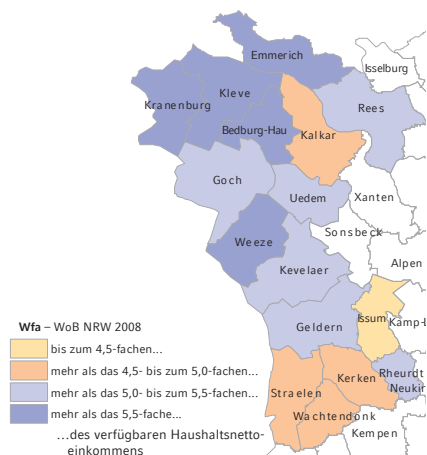 Emmerich
Isselburg
Kleve
Kranenburg
Rees
Bedburg-Hau
Kalkar
Goch
Uedem
Xanten
Sonsbeck
Weeze
Alpen
Kevelaer
Issum
Kamp-L
Geldern
Wfa – WoB NRW 2008
bis zum 4,5-fachen...
mehr als das 4,5- bis zum 5,0-fachen...
mehr als das 5,0- bis zum 5,5-fachen...
mehr als das 5,5-fache...
...des verfügbaren Haushaltsnetto-
einkommens
Rheurdt
Kerken
Neukir
Straelen
Wachtendonk
Kempen